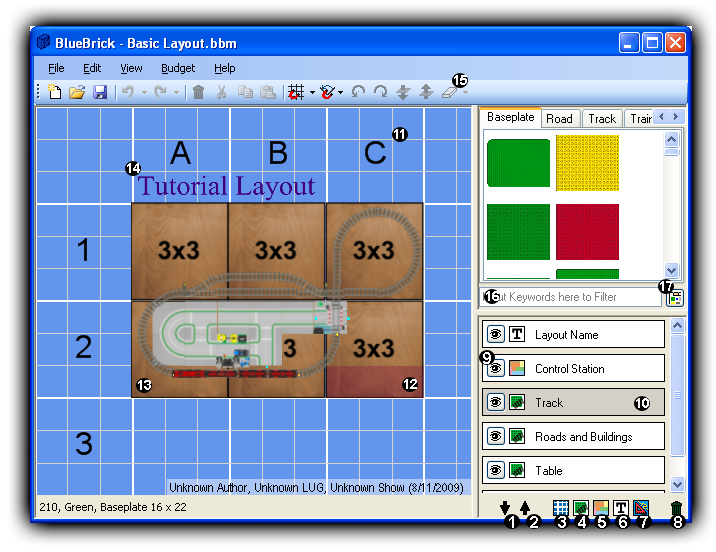 BlueBrick - Basic Layout.bbm
File Edit View Budget Help
15
Baseplate Road Track Train
11
A B C
14
Tutorial Layout
1 3x3 3x3 3x3
17
16 ut Keywords here to Filter
Layout Name
2 3 3x3
9 Control Station
13 12
Track 10
Roads and Buildings
3
Table
Unknown Author, Unknown LUG, Unknown Show (8/11/2009)
210, Green, Baseplate 16 x 22
1 2 3 4 5 6 7 8